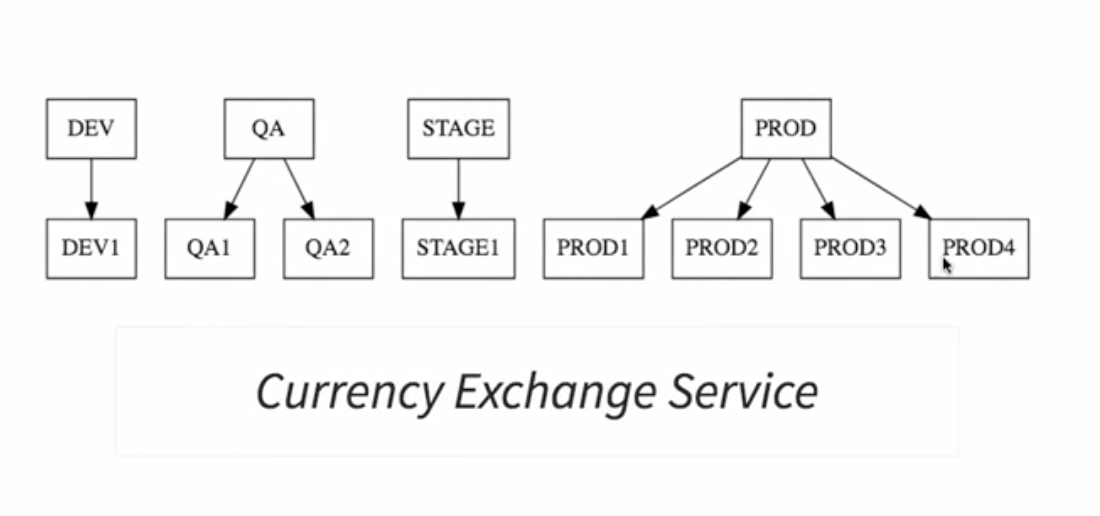 DEV QA STAGE PROD
DEV1 QA1 QA2 STAGE1 PROD1 PROD2 PROD3 PROD4
Currency Exchange Service